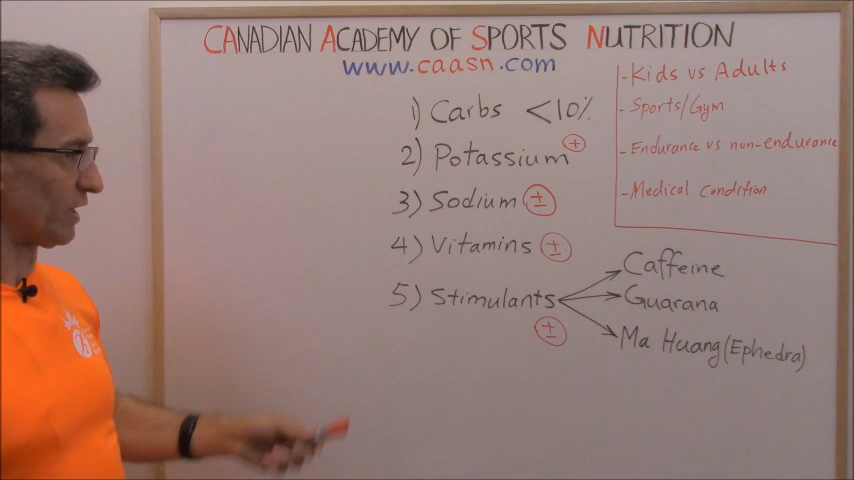 CANADIAN ACADEMY OF SPORTS NUTRITION
www.caasn.com
1) Carbs <10%
2) Potassium +
3) Sodium ±
4) Vitamins ±
5) Stimulants
±
Caffeine
Guarana
Ma Huang (Ephedra)
- Kids vs Adults
- Sports/Gym
- Endurance vs non-endurance
- Medical condition